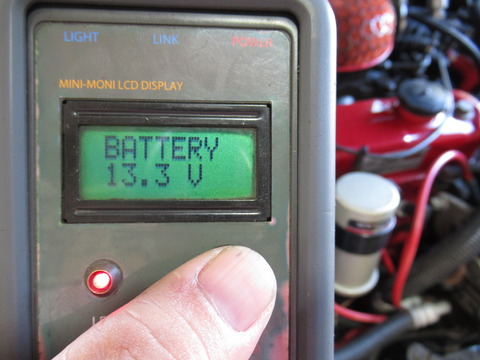 LIGHT LINK POWER
MINI-MONI LCD DISPLAY
BATTERY
13.3 V